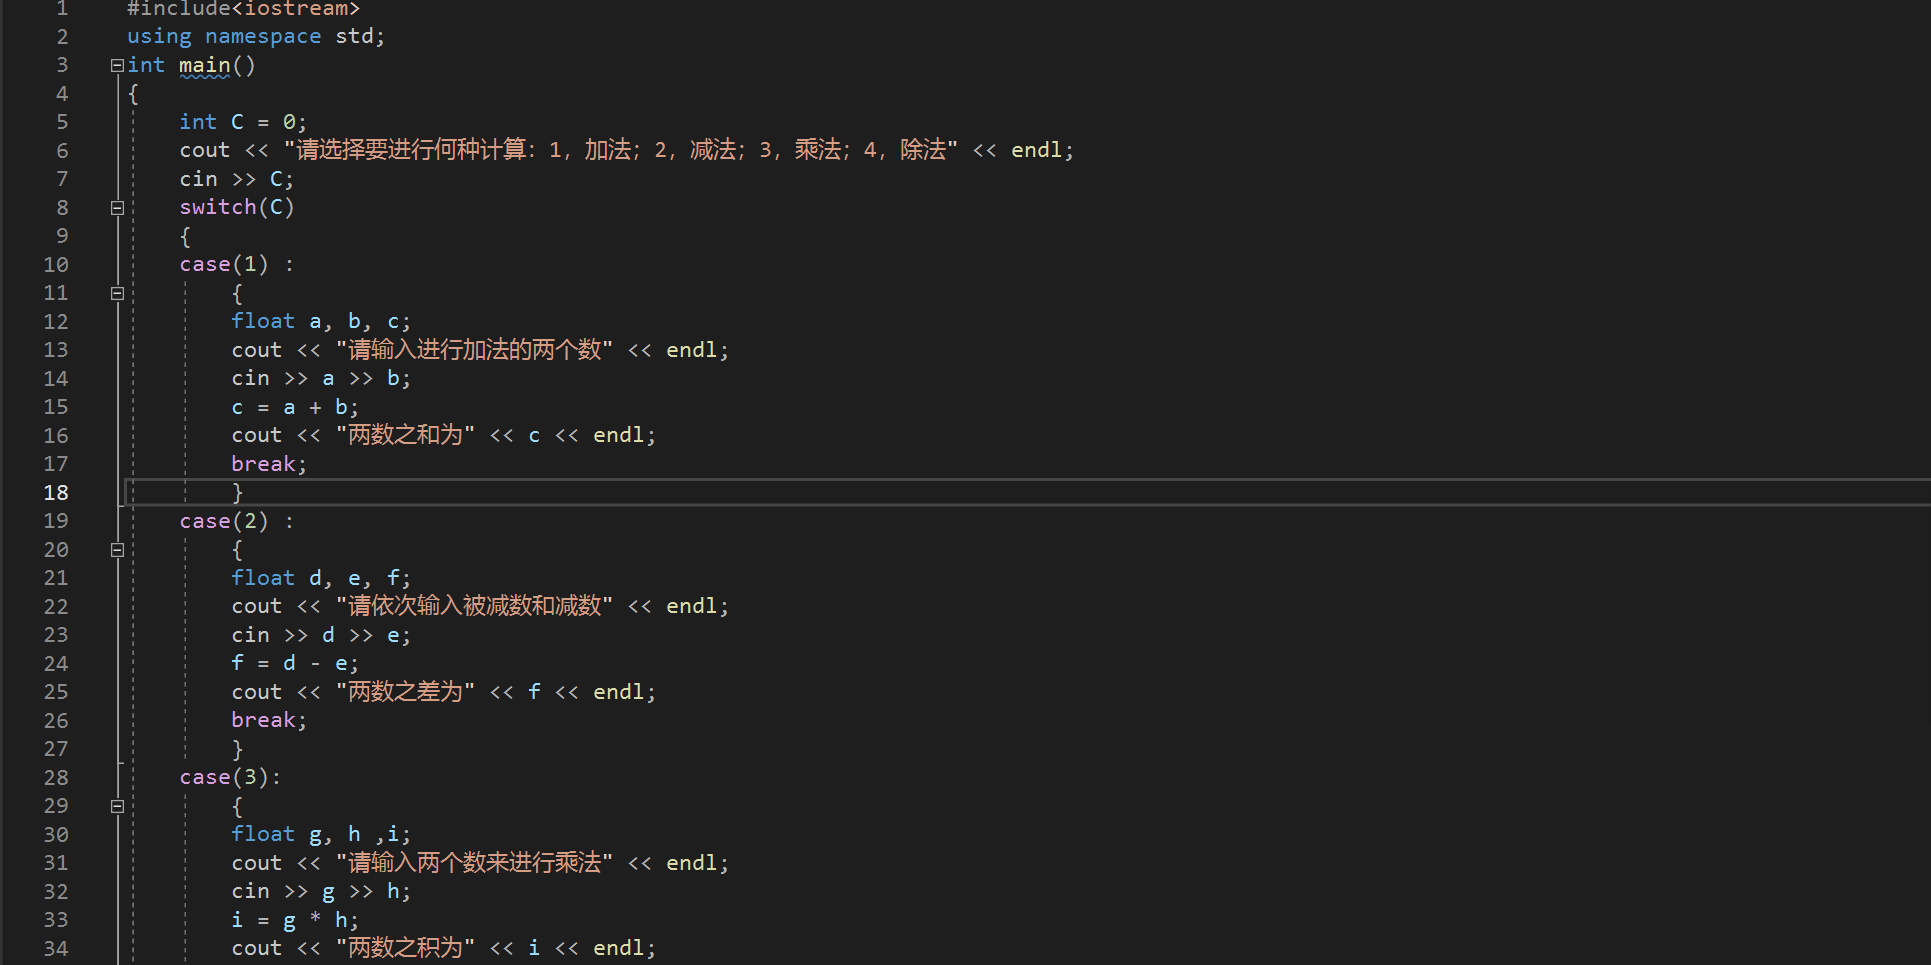 1 #include<iostream>
2 using namespace std;
3 int main()
4 {
5 int C = 0;
6 cout << "请选择要进行何种计算：1，加法；2，减法；3，乘法；4，除法" << endl;
7 cin >> C;
8 switch(C)
9 {
10 case(1) :
11 {
12 float a, b, c;
13 cout << "请输入进行加法的两个数" << endl;
14 cin >> a >> b;
15 c = a + b;
16 cout << "两数之和为" << c << endl;
17 break;
18 }
19 case(2) :
20 {
21 float d, e, f;
22 cout << "请依次输入被减数和减数" << endl;
23 cin >> d >> e;
24 f = d - e;
25 cout << "两数之差为" << f << endl;
26 break;
27 }
28 case(3):
29 {
30 float g, h ,i;
31 cout << "请输入两个数来进行乘法" << endl;
32 cin >> g >> h;
33 i = g * h;
34 cout << "两数之积为" << i << endl;